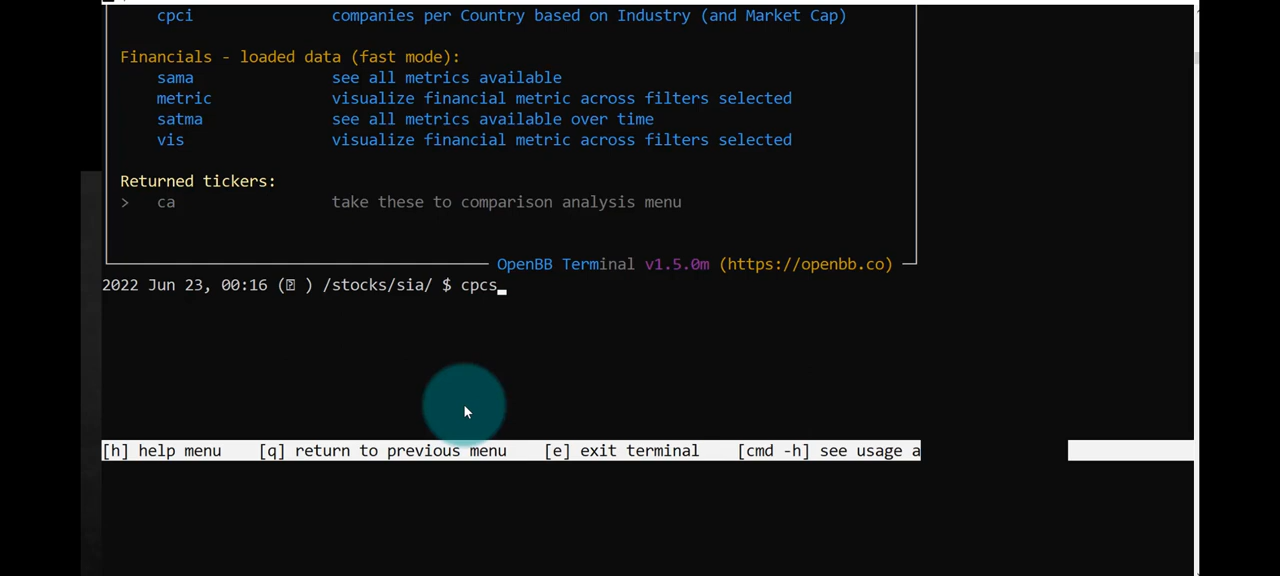 cpci companies per Country based on Industry (and Market Cap)
Financials - loaded data (fast mode):
sama see all metrics available
metric visualize financial metric across filters selected
satma see all metrics available over time
vis visualize financial metric across filters selected
Returned tickers:
> ca take these to comparison analysis menu
OpenBB Terminal v1.5.0m (https://openbb.co)
2022 Jun 23, 00:16 (⍰ ) /stocks/sia/ $ cpcs
[h] help menu [q] return to previous menu [e] exit terminal [cmd -h] see usage a